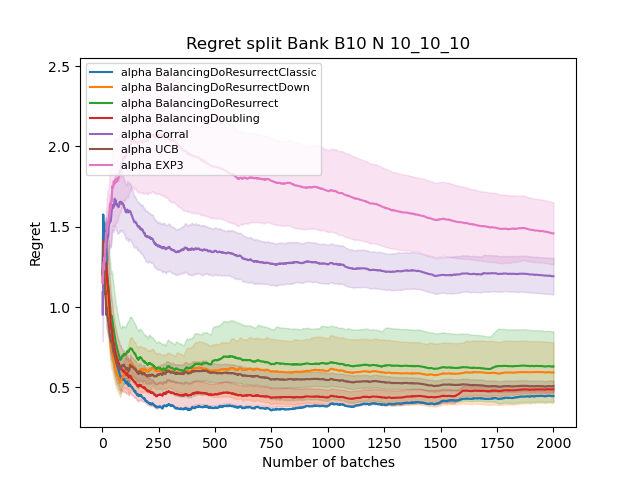 Regret split Bank B10 N 10_10_10
2.5
2.0
1.5
1.0
0.5
Regret
alpha BalancingDoResurrectClassic
alpha BalancingDoResurrectDown
alpha BalancingDoResurrect
alpha BalancingDoubling
alpha Corral
alpha UCB
alpha EXP3
0 250 500 750 1000 1250 1500 1750 2000
Number of batches